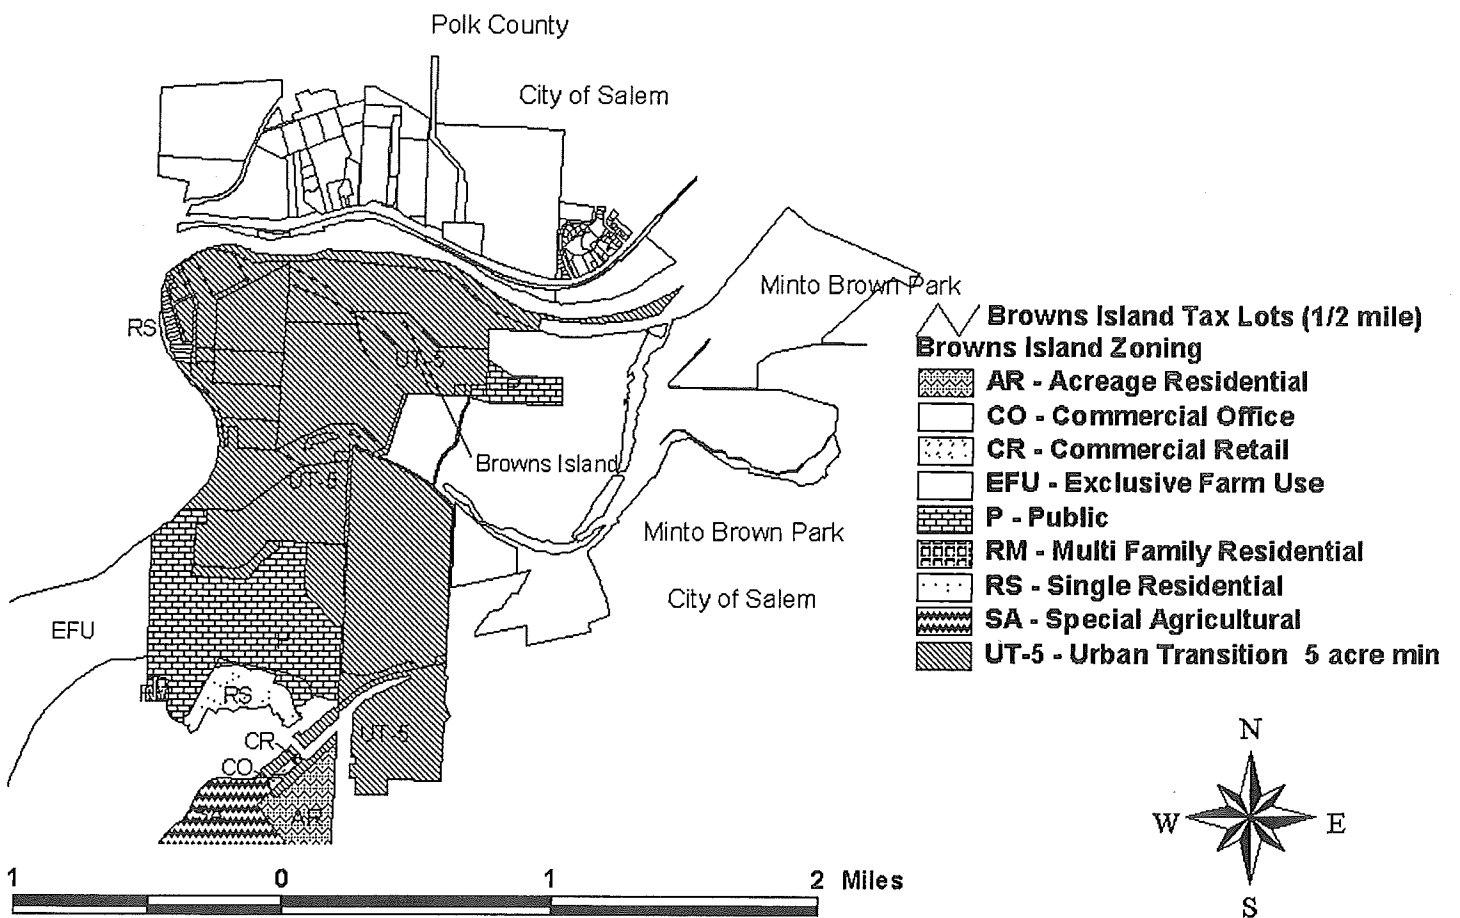 Polk County
City of Salem
Minto Brown Park
RS
UT-5
P
Browns Island
UT-5
Minto Brown Park
City of Salem
EFU
P
RM
RS
CR
UT-5
CO
SA
AR
Browns Island Tax Lots (1/2 mile)
Browns Island Zoning
AR - Acreage Residential
CO - Commercial Office
CR - Commercial Retail
EFU - Exclusive Farm Use
P - Public
RM - Multi Family Residential
RS - Single Residential
SA - Special Agricultural
UT-5 - Urban Transition 5 acre min
N
W
E
S
1 0 1 2 Miles